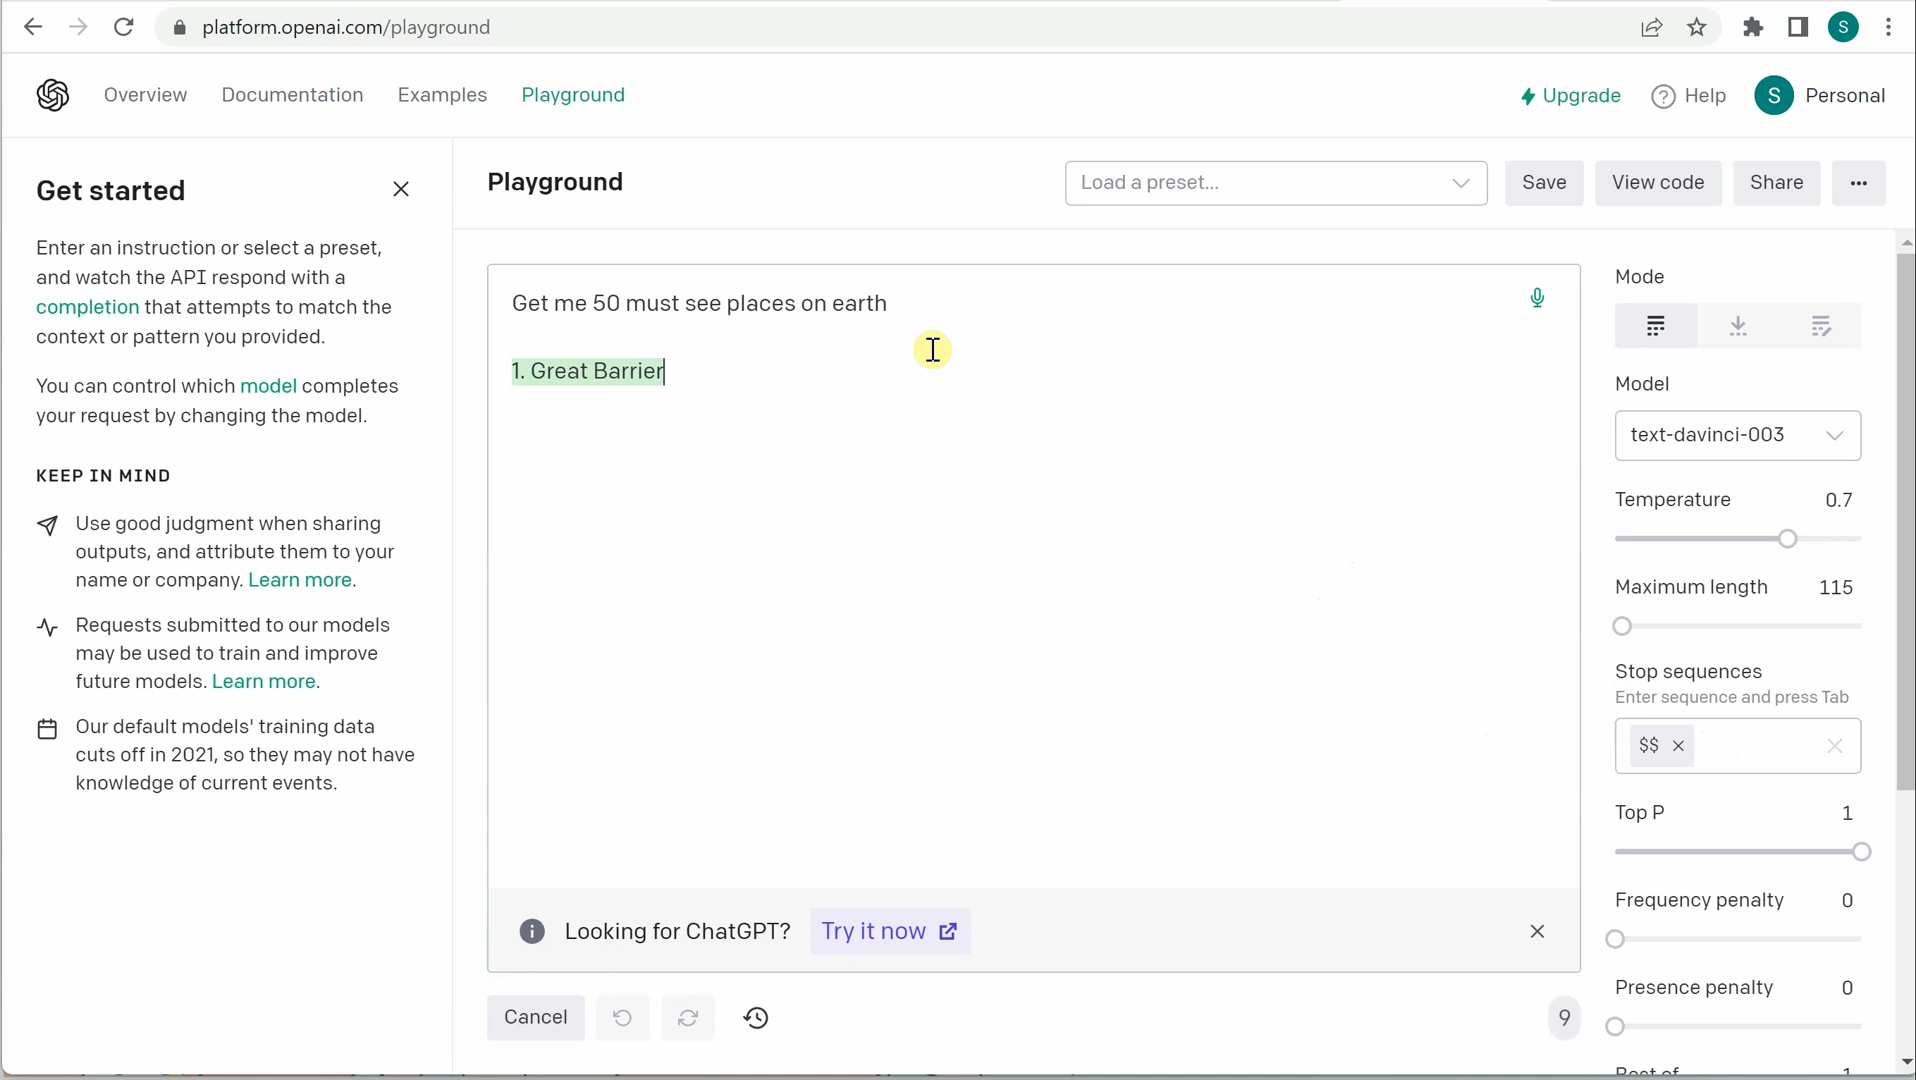 platform.openai.com/playground
S
Overview
Documentation
Examples
Playground
Upgrade
Help
S
Personal
Get started
Enter an instruction or select a preset,
and watch the API respond with a
completion that attempts to match the
context or pattern you provided.
You can control which model completes
your request by changing the model.
KEEP IN MIND
Use good judgment when sharing
outputs, and attribute them to your
name or company. Learn more.
Requests submitted to our models
may be used to train and improve
future models. Learn more.
Our default models' training data
cuts off in 2021, so they may not have
knowledge of current events.
Playground
Load a preset...
Save
View code
Share
Get me 50 must see places on earth
1. Great Barrier
Looking for ChatGPT?
Try it now
Cancel
9
Mode
Model
text-davinci-003
Temperature 0.7
Maximum length 115
Stop sequences
Enter sequence and press Tab
$$
Top P 1
Frequency penalty 0
Presence penalty 0
Best of 1